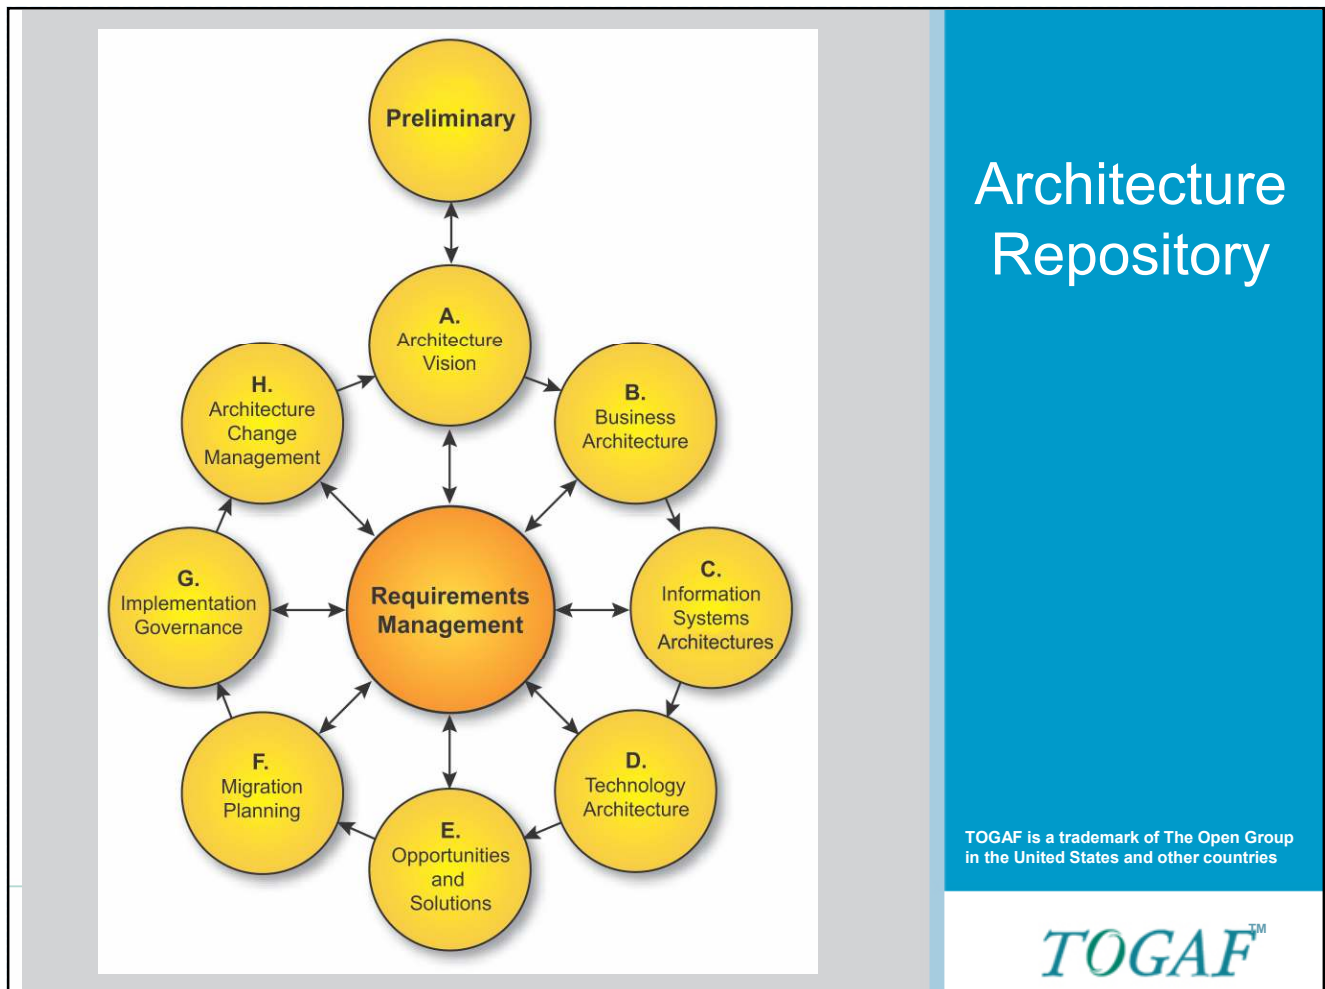 Preliminary
A.
Architecture
Vision
B.
Business
Architecture
C.
Information
Systems
Architectures
D.
Technology
Architecture
E.
Opportunities
and
Solutions
F.
Migration
Planning
G.
Implementation
Governance
H.
Architecture
Change
Management
Requirements
Management
Architecture
Repository
TOGAF is a trademark of The Open Group
in the United States and other countries
TOGAF™